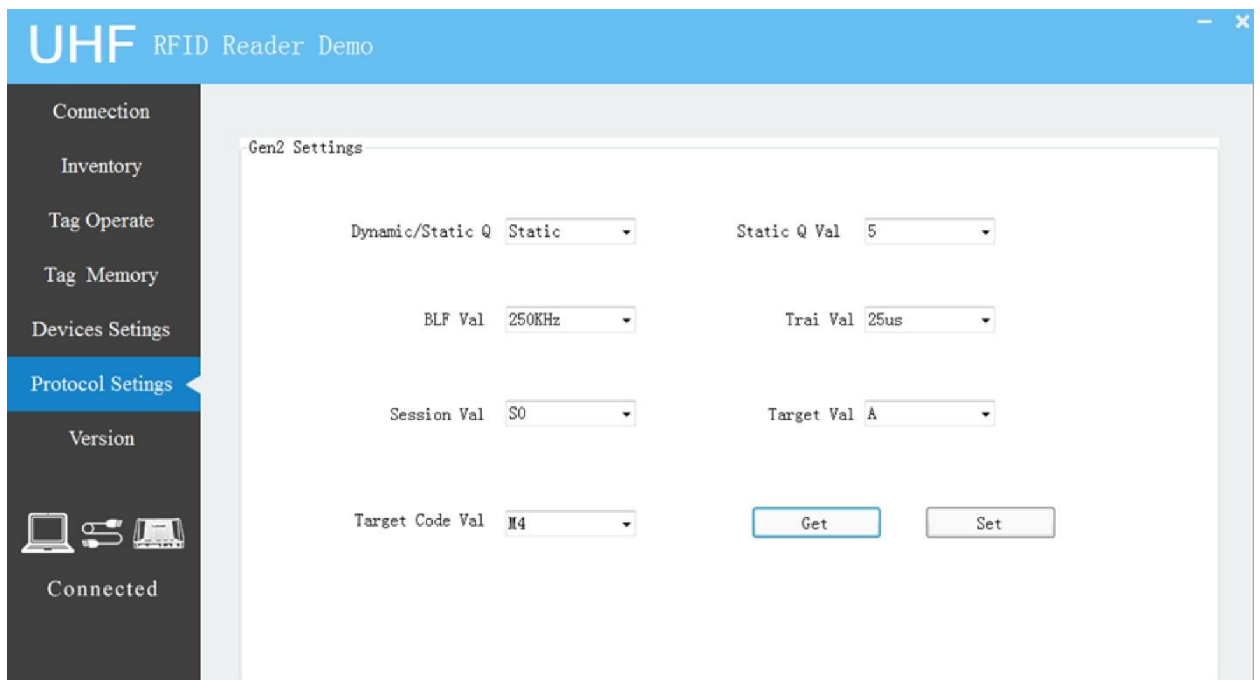 UHF RFID Reader Demo
Connection
Inventory
Tag Operate
Tag Memory
Devices Setings
Protocol Setings
Version
Connected
Gen2 Settings
Dynamic/Static Q Static Static Q Val 5
BLF Val 250KHz Trai Val 25us
Session Val S0 Target Val A
Target Code Val M4 Get Set